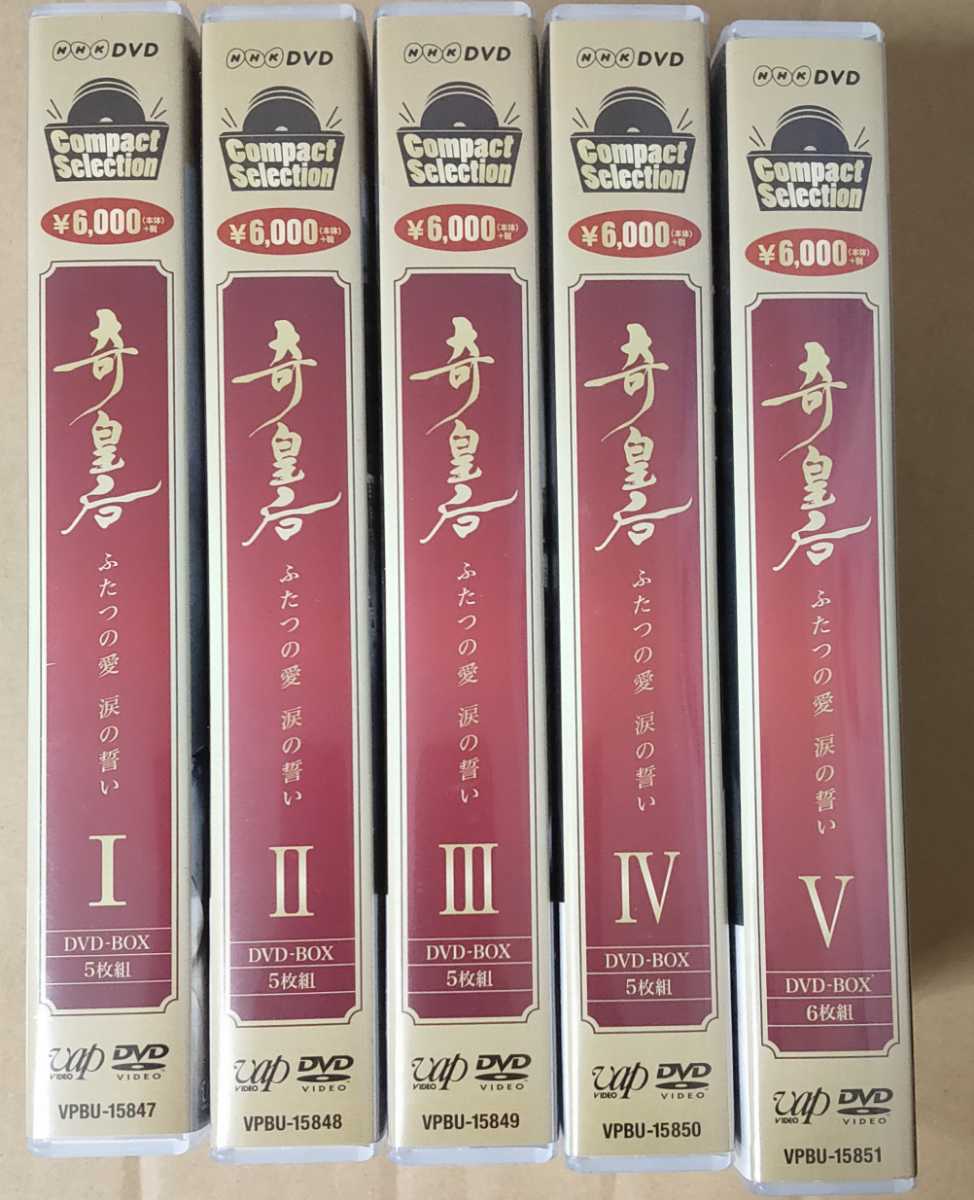 NHK DVD
Compact
Selection
¥6,000(本体)+税
奇皇后
ふたつの愛 涙の誓い
I
DVD-BOX
5枚組
vap VIDEO DVD VIDEO
VPBU-15847
NHK DVD
Compact
Selection
¥6,000(本体)+税
奇皇后
ふたつの愛 涙の誓い
II
DVD-BOX
5枚組
vap VIDEO DVD VIDEO
VPBU-15848
NHK DVD
Compact
Selection
¥6,000(本体)+税
奇皇后
ふたつの愛 涙の誓い
III
DVD-BOX
5枚組
vap VIDEO DVD VIDEO
VPBU-15849
NHK DVD
Compact
Selection
¥6,000(本体)+税
奇皇后
ふたつの愛 涙の誓い
IV
DVD-BOX
5枚組
vap VIDEO DVD VIDEO
VPBU-15850
NHK DVD
Compact
Selection
¥6,000(本体)+税
奇皇后
ふたつの愛 涙の誓い
V
DVD-BOX
6枚組
vap VIDEO DVD VIDEO
VPBU-15851